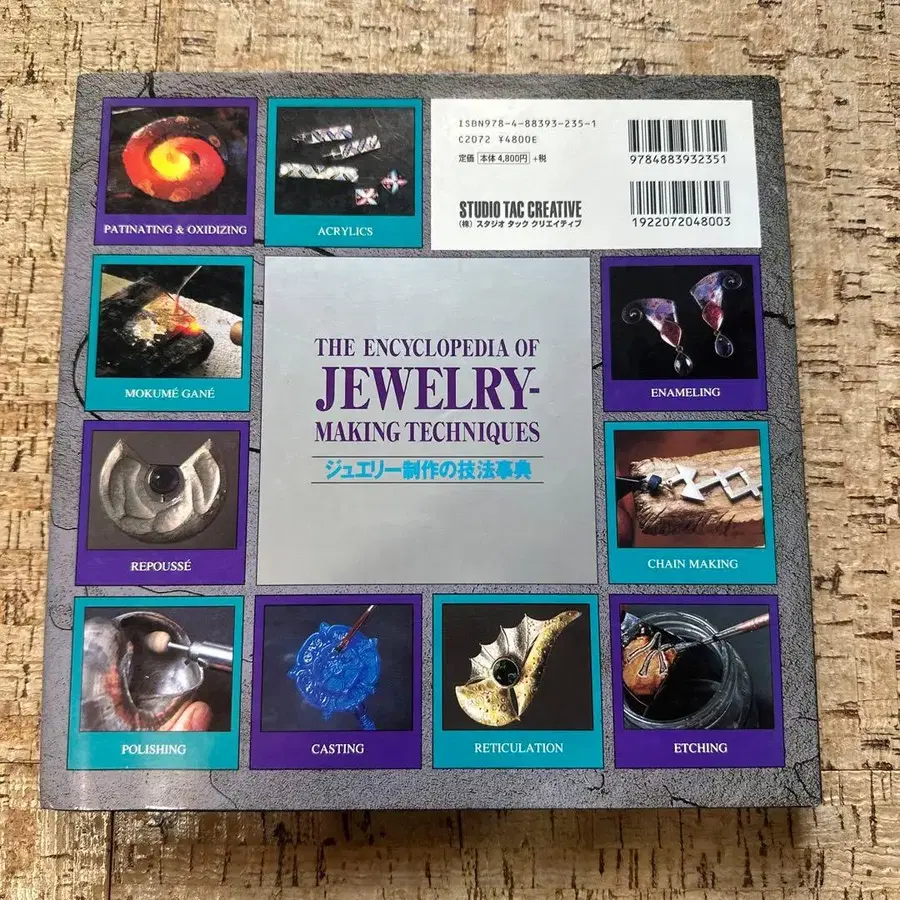 PATINATING & OXIDIZING
ACRYLICS
ISBN978-4-88393-235-1
C2072 ¥4800E
定価 本体 4,800円 +税
9784883932351
STUDIO TAC CREATIVE
(株) スタジオ タック クリエイティブ
1922072048003
MOKUMÉ GANÉ
THE ENCYCLOPEDIA OF
JEWELRY-
MAKING TECHNIQUES
ジュエリー制作の技法事典
ENAMELING
REPOUSSÉ
CHAIN MAKING
POLISHING
CASTING
RETICULATION
ETCHING